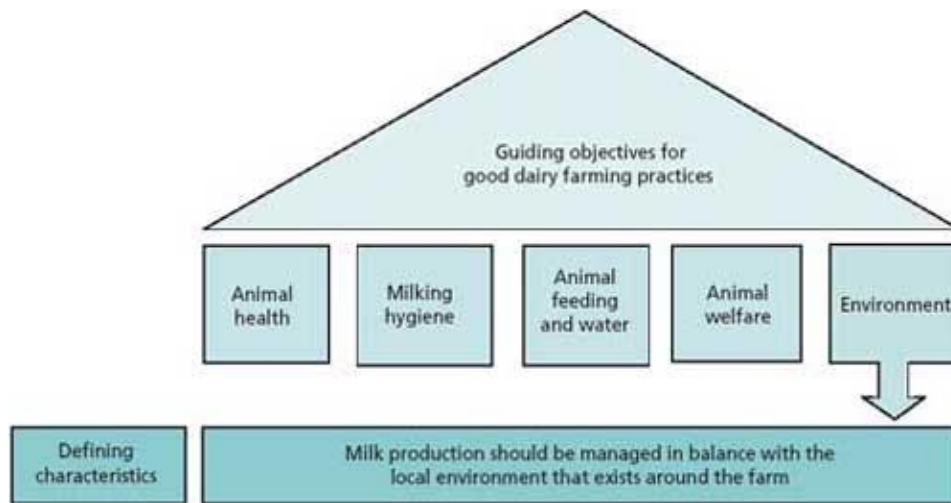 Guiding objectives for
good dairy farming practices
Animal
health
Milking
hygiene
Animal
feeding
and water
Animal
welfare
Environment
Defining
characteristics
Milk production should be managed in balance with the
local environment that exists around the farm